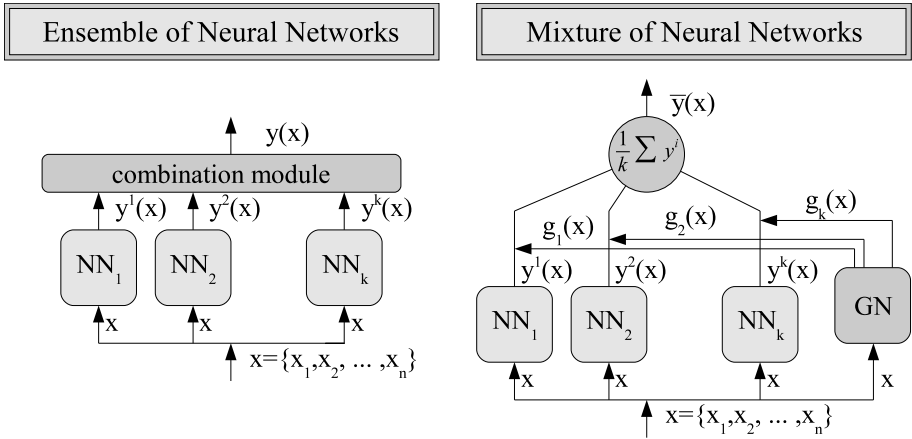 Ensemble of Neural Networks
y(x)
combination module
y¹(x) y²(x) yᵏ(x)
NN₁ NN₂ NNₖ
x x x
x={x₁,x₂, ... ,xₙ}
Mixture of Neural Networks
y̅(x)
1/k ∑ yⁱ
gₖ(x)
g₁(x) g₂(x)
y¹(x) y²(x) yᵏ(x)
NN₁ NN₂ NNₖ GN
x x x x
x={x₁,x₂, ... ,xₙ}